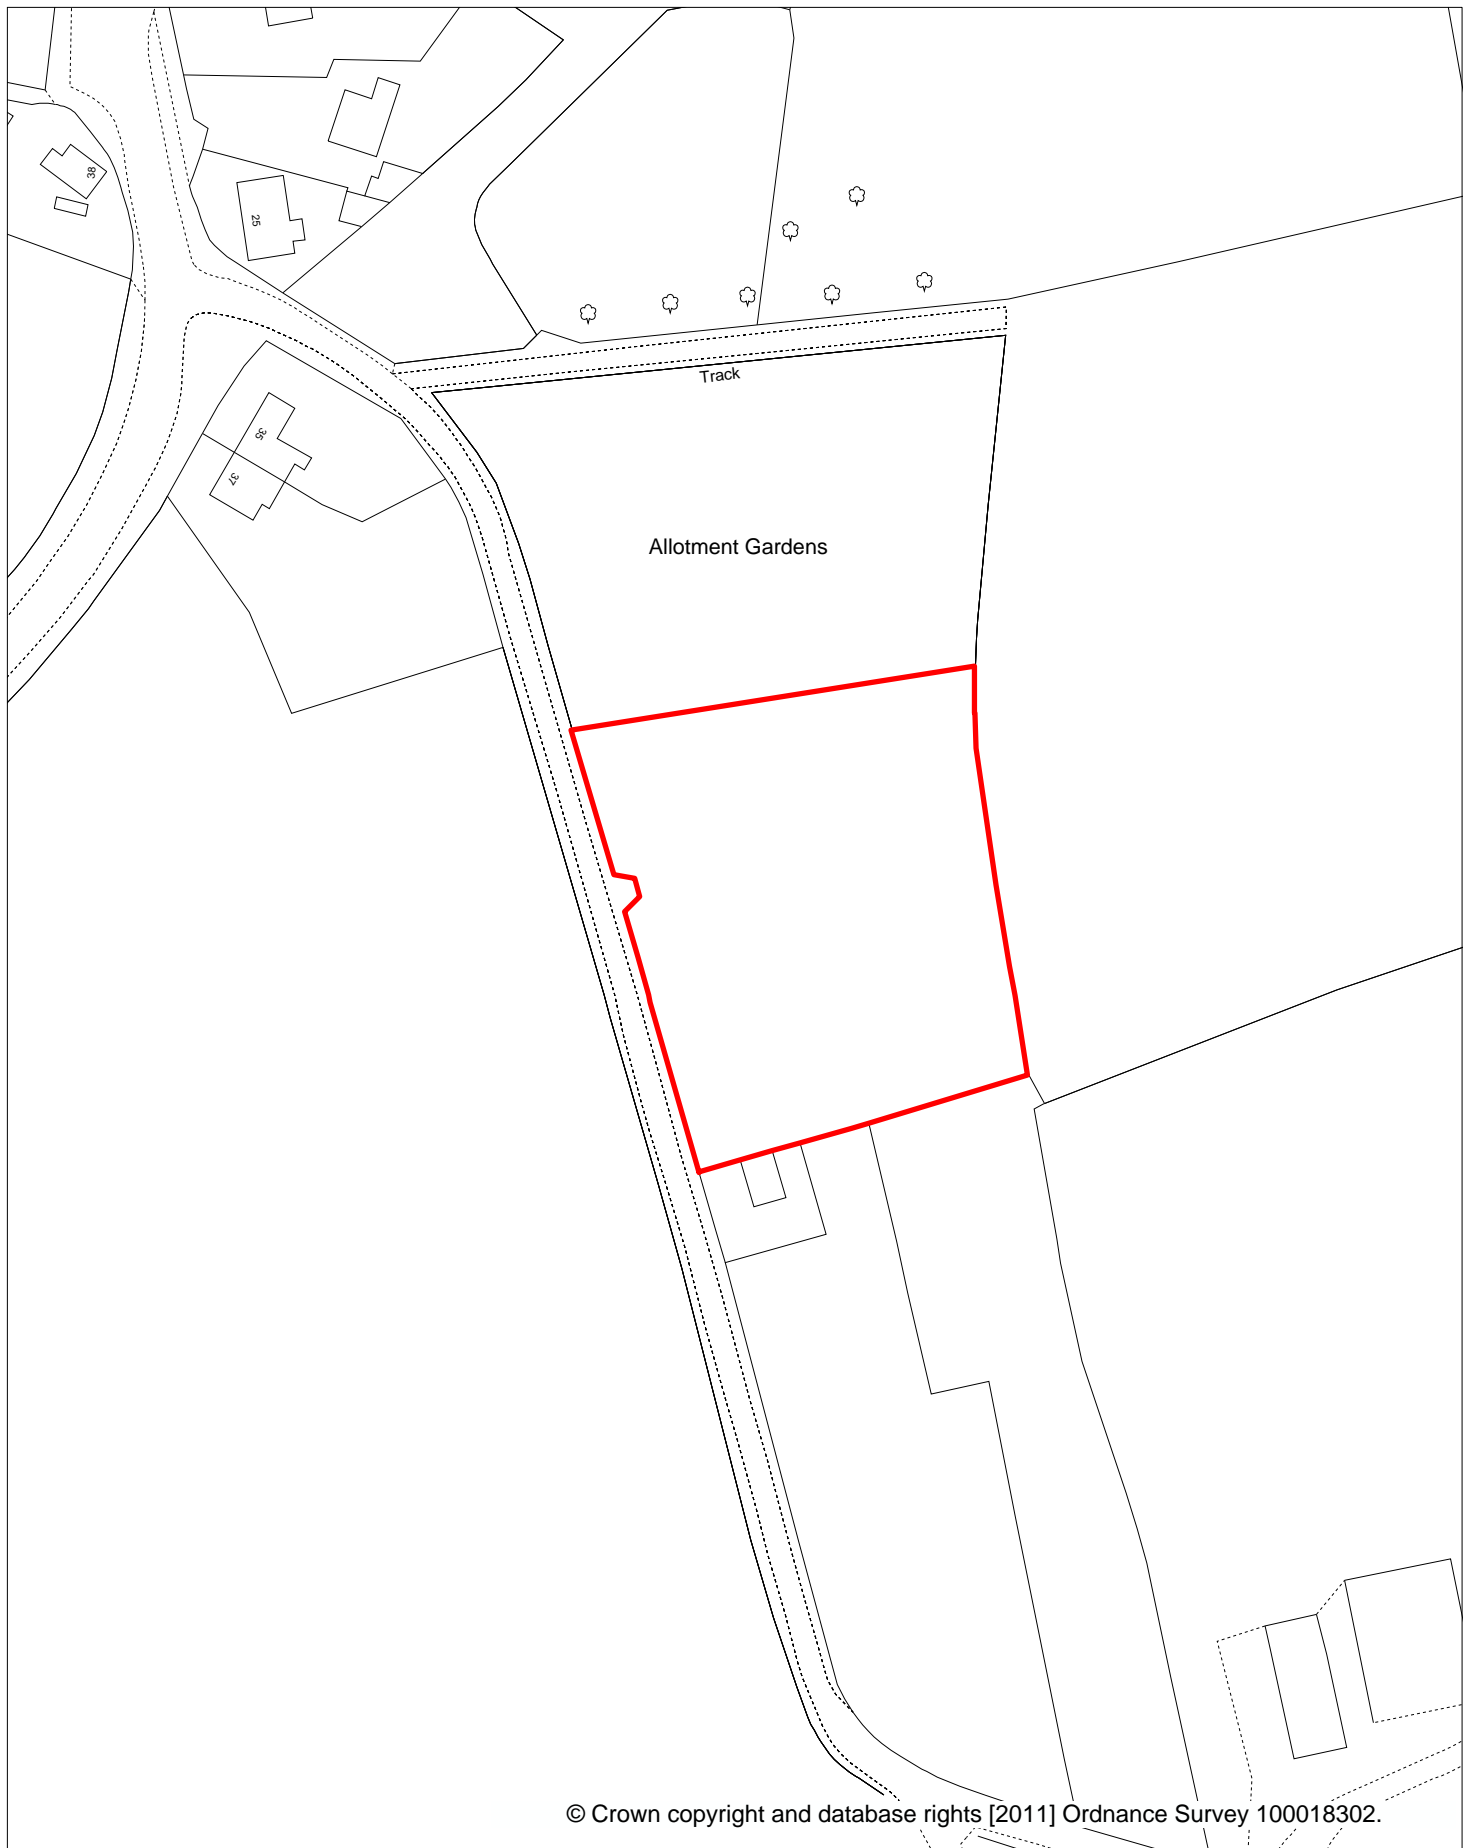 38
25
Track
35
37
Allotment Gardens
© Crown copyright and database rights [2011] Ordnance Survey 100018302.